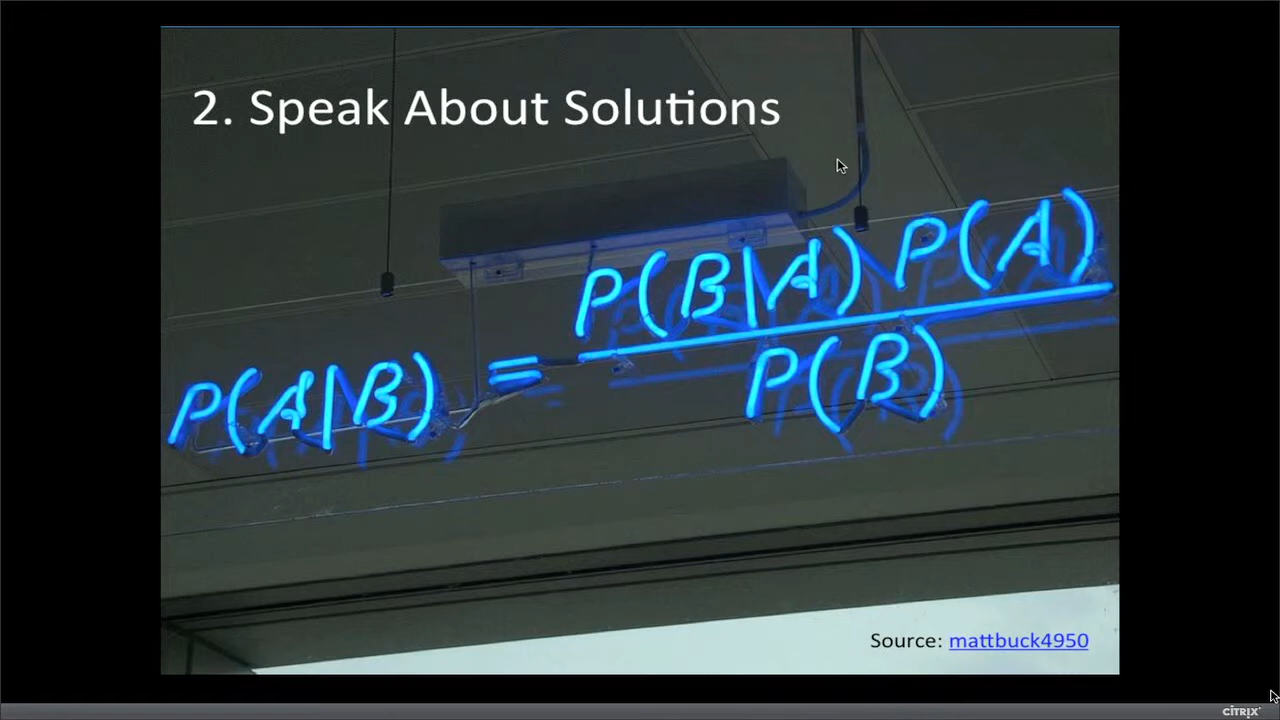 2. Speak About Solutions
P(A|B) = P(B|A) P(A)
P(B)
Source: mattbuck4950
CITRIX